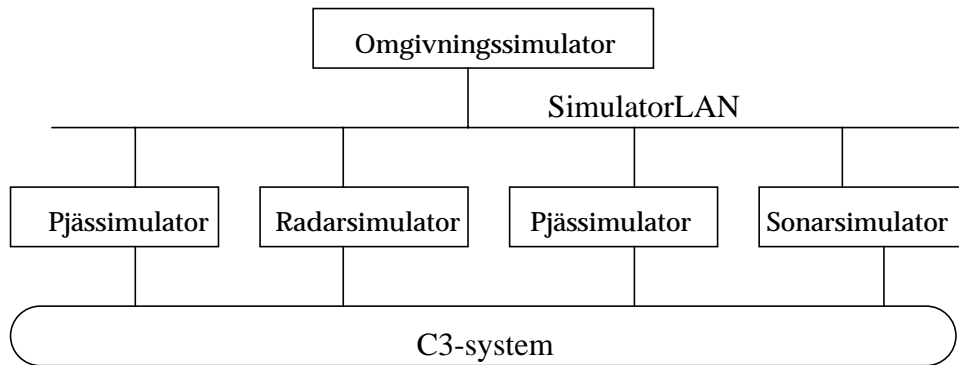 Omgivningssimulator
SimulatorLAN
Pjässimulator
Radarsimulator
Pjässimulator
Sonarsimulator
C3-system